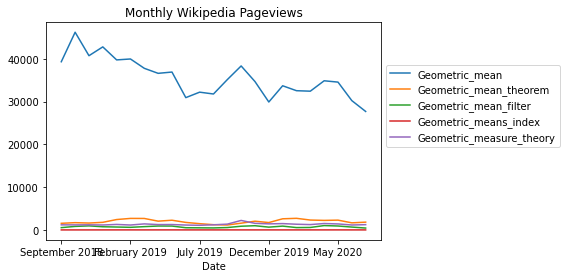 Monthly Wikipedia Pageviews
40000
30000
20000
10000
0
September 2018 February 2019 July 2019 December 2019 May 2020
Date
Geometric_mean
Geometric_mean_theorem
Geometric_mean_filter
Geometric_means_index
Geometric_measure_theory